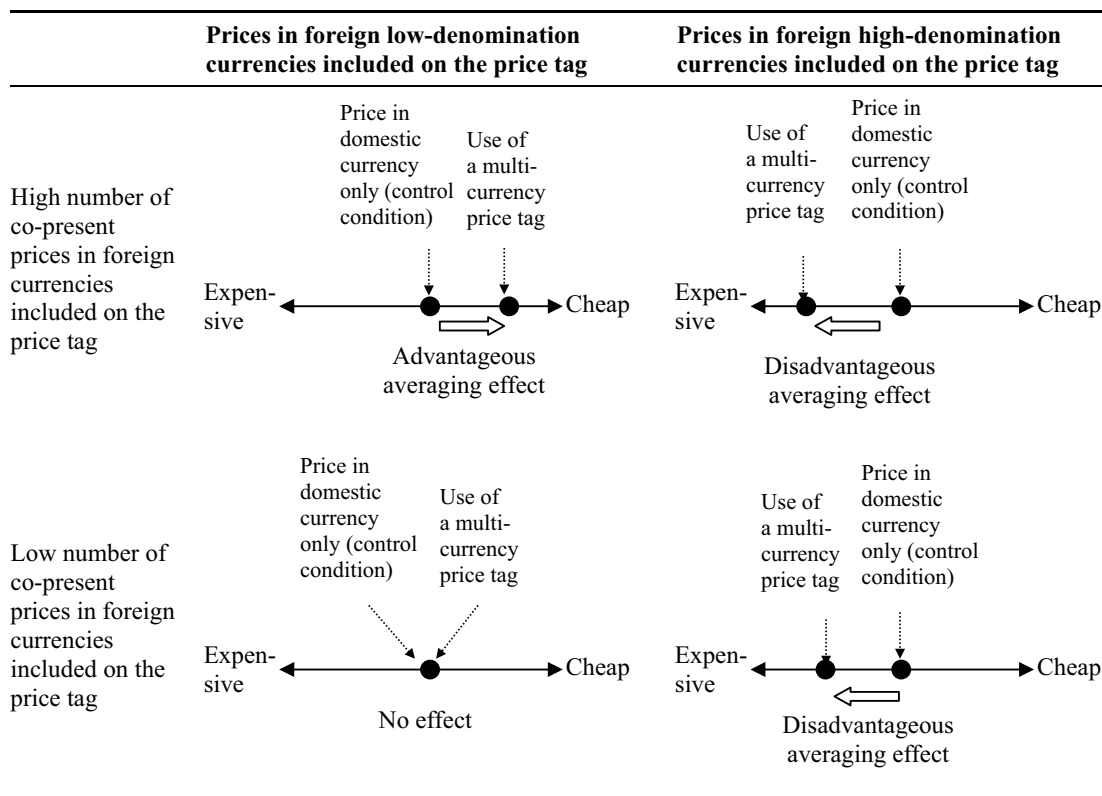 Prices in foreign low-denomination
currencies included on the price tag
Prices in foreign high-denomination
currencies included on the price tag
High number of
co-present
prices in foreign
currencies
included on the
price tag
Price in
domestic
currency
only (control
condition)
Use of
a multi-
currency
price tag
Expen-
sive
Cheap
Advantageous
averaging effect
Use of
a multi-
currency
price tag
Price in
domestic
currency
only (control
condition)
Expen-
sive
Cheap
Disadvantageous
averaging effect
Low number of
co-present
prices in foreign
currencies
included on the
price tag
Price in
domestic
currency
only (control
condition)
Use of
a multi-
currency
price tag
Expen-
sive
Cheap
No effect
Use of
a multi-
currency
price tag
Price in
domestic
currency
only (control
condition)
Expen-
sive
Cheap
Disadvantageous
averaging effect